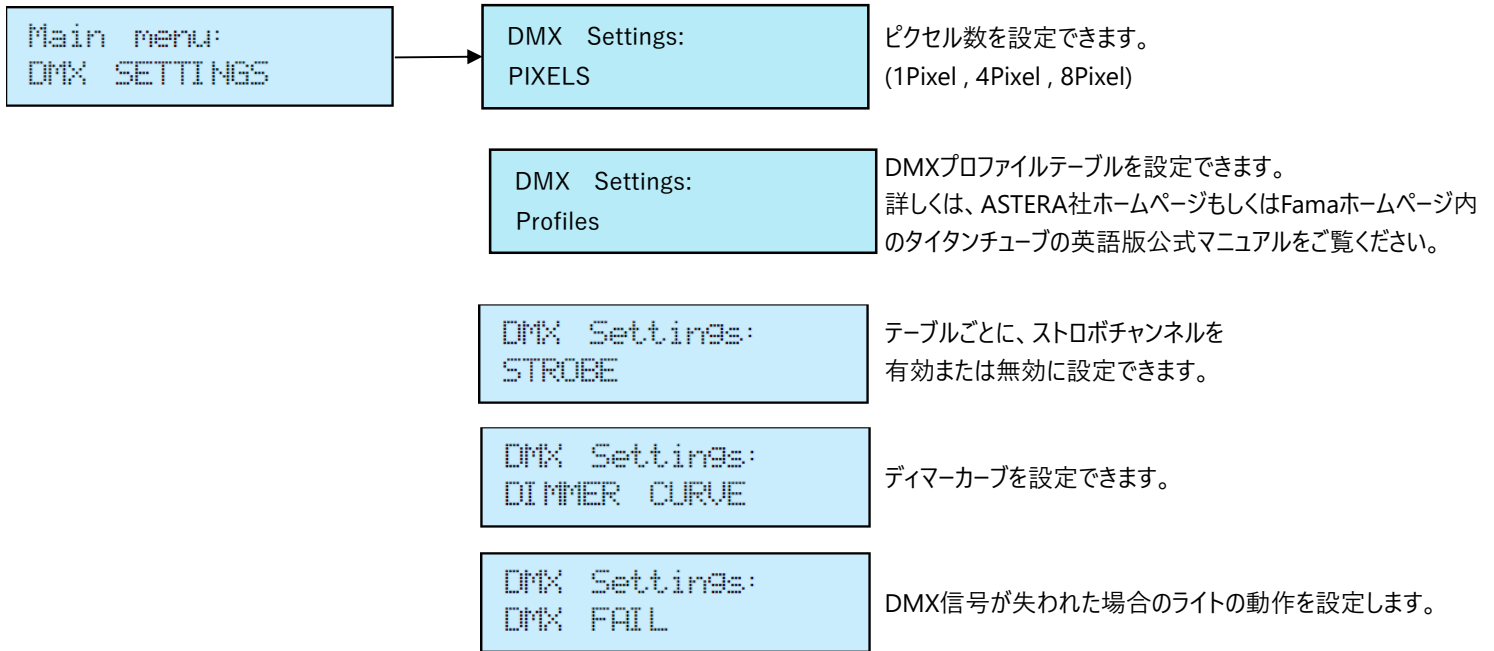 Main menu:
DMX SETTINGS
DMX Settings:
PIXELS
ピクセル数を設定できます。
(1Pixel , 4Pixel , 8Pixel)
DMX Settings:
Profiles
DMXプロファイルテーブルを設定できます。
詳しくは、ASTERA社ホームページもしくはFamaホームページ内
のタイタンチューブの英語版公式マニュアルをご覧ください。
DMX Settings:
STROBE
テーブルごとに、ストロボチャンネルを
有効または無効に設定できます。
DMX Settings:
DIMMER CURVE
ディマーカーブを設定できます。
DMX Settings:
DMX FAIL
DMX信号が失われた場合のライトの動作を設定します。